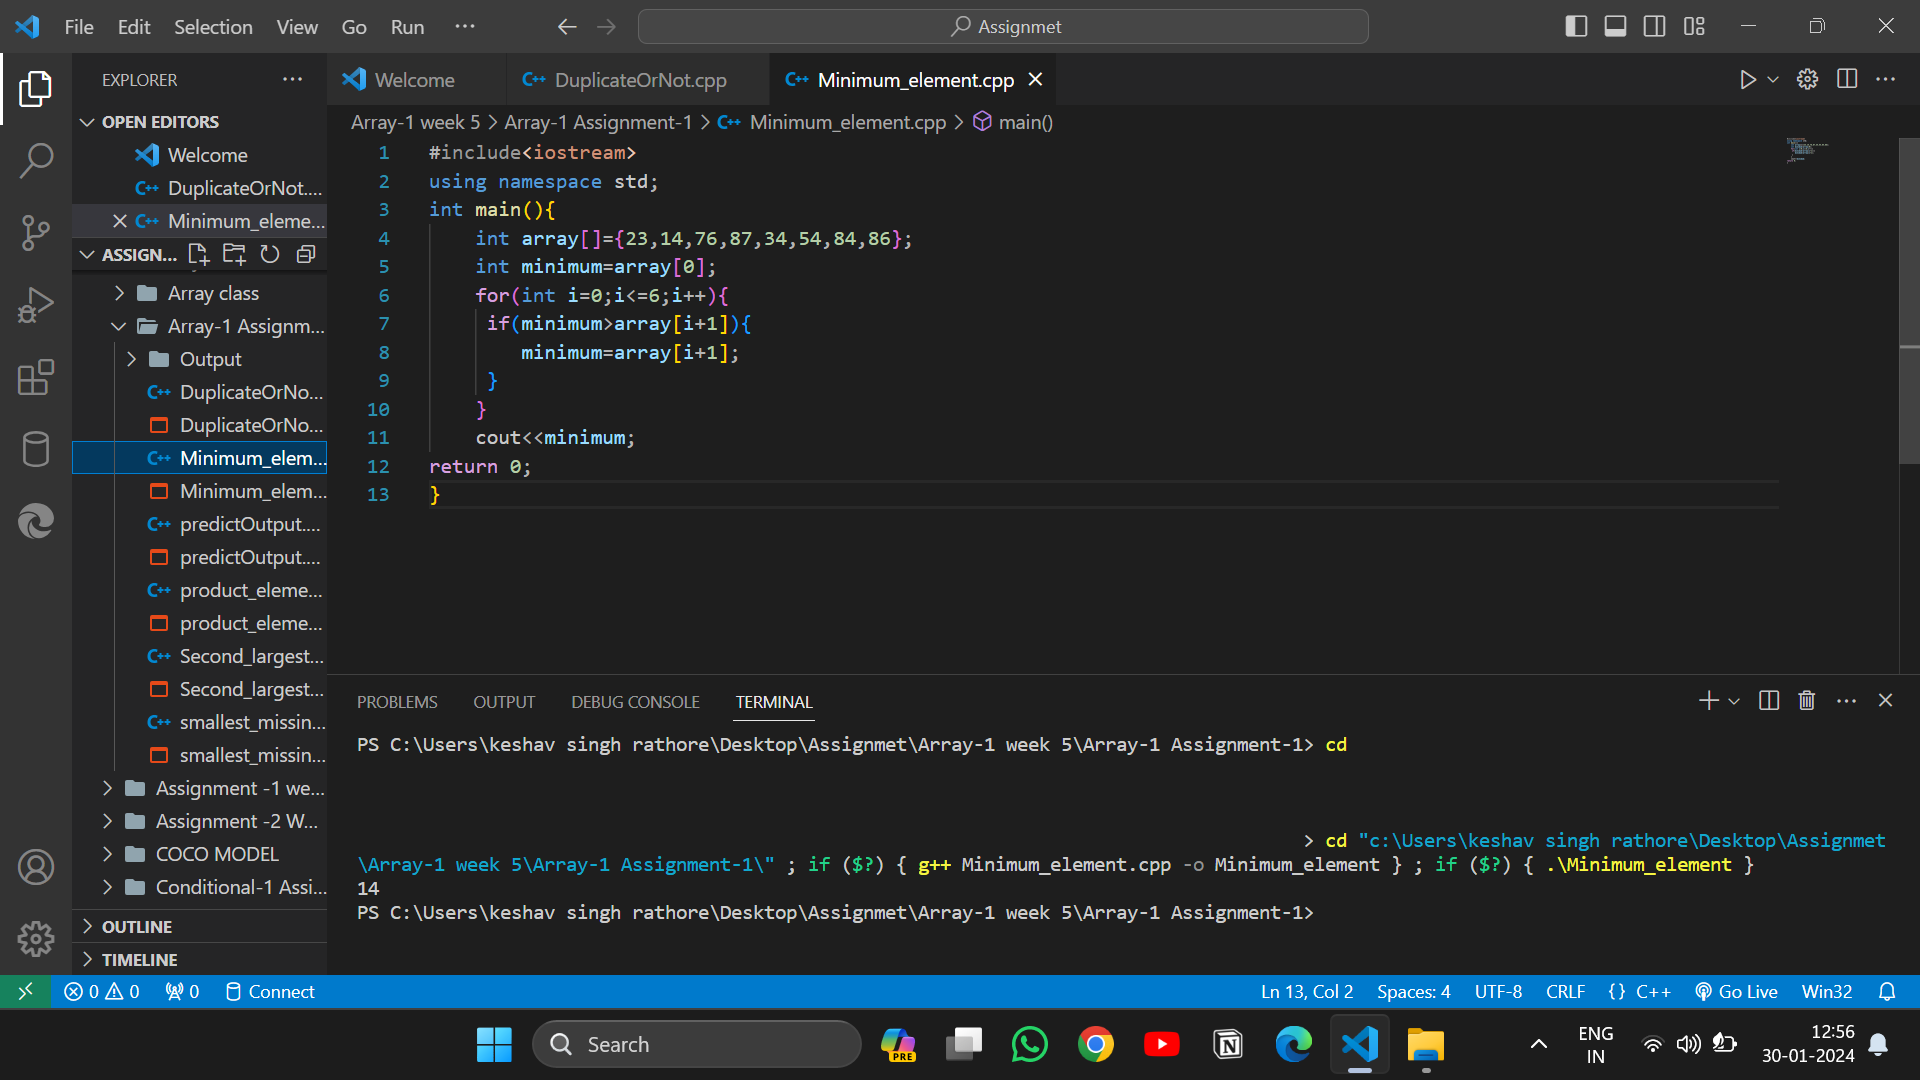 File Edit Selection View Go Run ··· Assignmet
EXPLORER ···
OPEN EDITORS
Welcome
DuplicateOrNot....
Minimum_eleme...
ASSIGN...
Array class
Array-1 Assignm...
Output
DuplicateOrNo...
DuplicateOrNo...
Minimum_elem...
Minimum_elem...
predictOutput....
predictOutput....
product_eleme...
product_eleme...
Second_largest...
Second_largest...
smallest_missin...
smallest_missin...
Assignment -1 we...
Assignment -2 W...
COCO MODEL
Conditional-1 Assi...
OUTLINE
TIMELINE
Welcome DuplicateOrNot.cpp Minimum_element.cpp
Array-1 week 5 > Array-1 Assignment-1 > Minimum_element.cpp > main()
1 #include<iostream>
2 using namespace std;
3 int main(){
4 int array[]={23,14,76,87,34,54,84,86};
5 int minimum=array[0];
6 for(int i=0;i<=6;i++){
7 if(minimum>array[i+1]){
8 minimum=array[i+1];
9 }
10 }
11 cout<<minimum;
12 return 0;
13 }
PROBLEMS OUTPUT DEBUG CONSOLE TERMINAL
PS C:\Users\keshav singh rathore\Desktop\Assignmet\Array-1 week 5\Array-1 Assignment-1> cd
> cd "c:\Users\keshav singh rathore\Desktop\Assignmet
\Array-1 week 5\Array-1 Assignment-1\" ; if ($?) { g++ Minimum_element.cpp -o Minimum_element } ; if ($?) { .\Minimum_element }
14
PS C:\Users\keshav singh rathore\Desktop\Assignmet\Array-1 week 5\Array-1 Assignment-1>
0 0 0 Connect Ln 13, Col 2 Spaces: 4 UTF-8 CRLF {} C++ Go Live Win32
Search PRE ENG 12:56
IN 30-01-2024